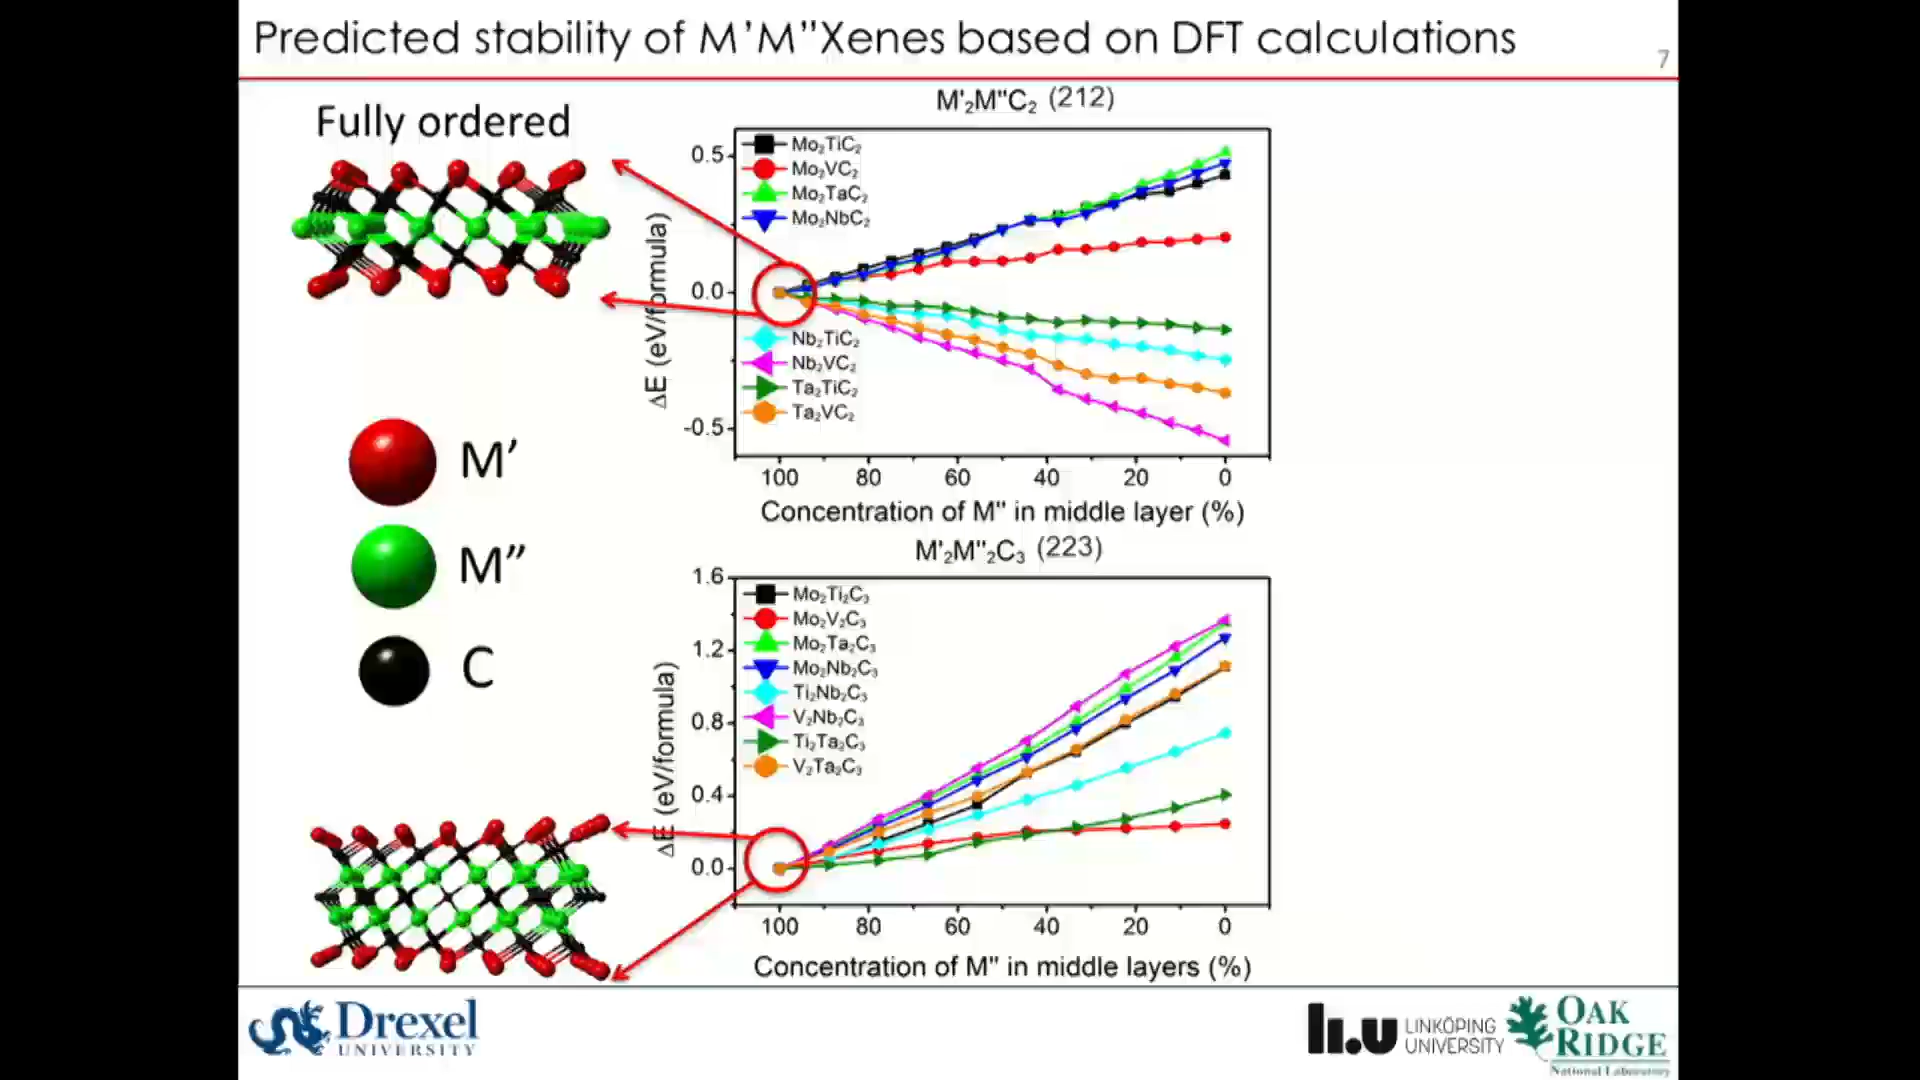 Predicted stability of M’M”Xenes based on DFT calculations
7
Fully ordered
M’
M”
C
M'₂M"C₂ (212)
0.5
0.0
-0.5
ΔE (eV/formula)
Mo₂TiC₂
Mo₂VC₂
Mo₂TaC₂
Mo₂NbC₂
Nb₂TiC₂
Nb₂VC₂
Ta₂TiC₂
Ta₂VC₂
100 80 60 40 20 0
Concentration of M" in middle layer (%)
M'₂M"₂C₃ (223)
1.6
1.2
0.8
0.4
0.0
ΔE (eV/formula)
Mo₂Ti₂C₃
Mo₂V₂C₃
Mo₂Ta₂C₃
Mo₂Nb₂C₃
Ti₂Nb₂C₃
V₂Nb₂C₃
Ti₂Ta₂C₃
V₂Ta₂C₃
100 80 60 40 20 0
Concentration of M" in middle layers (%)
Drexel
UNIVERSITY
li.u LINKÖPING
UNIVERSITY
OAK
RIDGE
National Laboratory